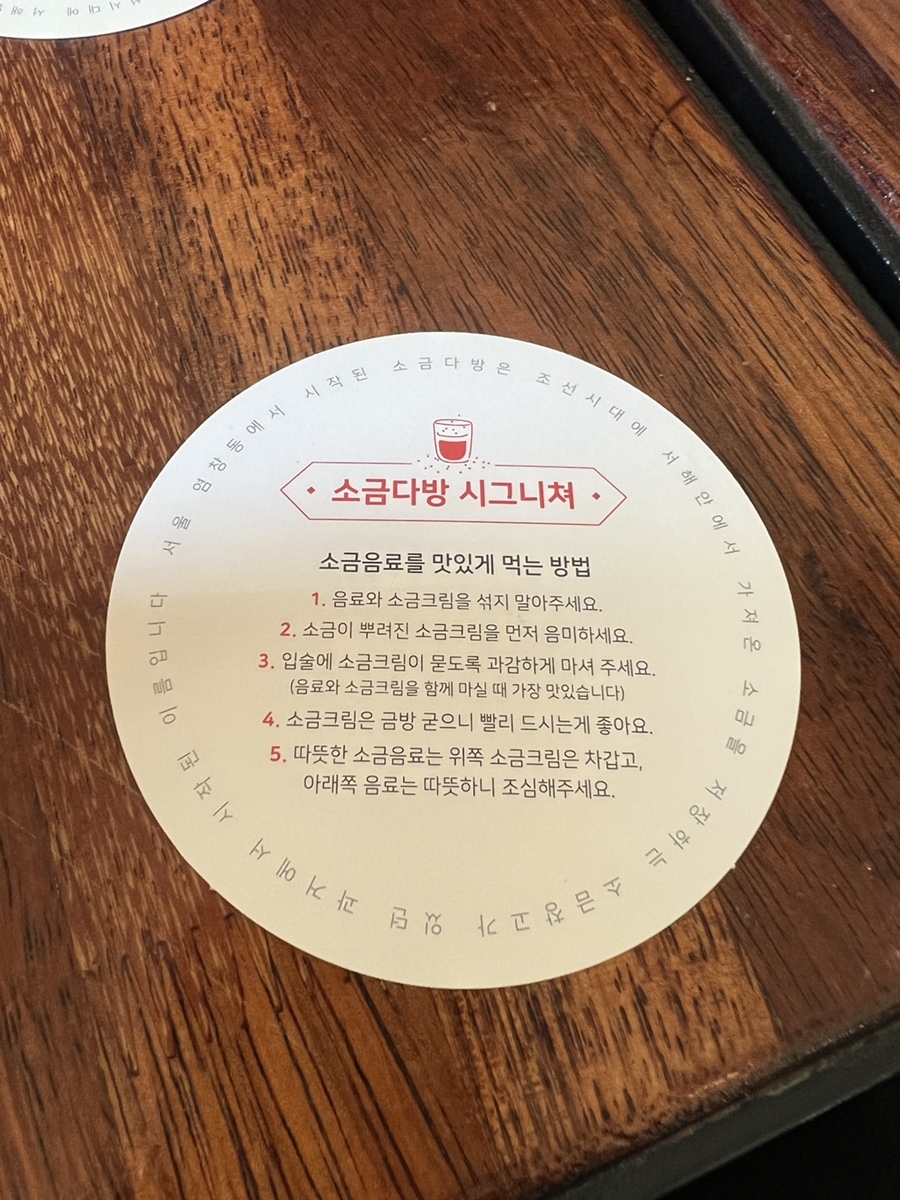 시대에 서해
소금다방 시그니쳐
소금음료를 맛있게 먹는 방법
1. 음료와 소금크림을 섞지 말아주세요.
2. 소금이 뿌려진 소금크림을 먼저 음미하세요.
3. 입술에 소금크림이 묻도록 과감하게 마셔 주세요.
(음료와 소금크림을 함께 마실 때 가장 맛있습니다)
4. 소금크림은 금방 굳으니 빨리 드시는게 좋아요.
5. 따뜻한 소금음료는 위쪽 소금크림은 차갑고,
아래쪽 음료는 따뜻하니 조심해주세요.
서울 염창동에서 시작된 소금다방은 조선시대에 서해안에서 가져온 소금을 저장하는 소금창고가 있던 과거에서 시작된 이름입니다